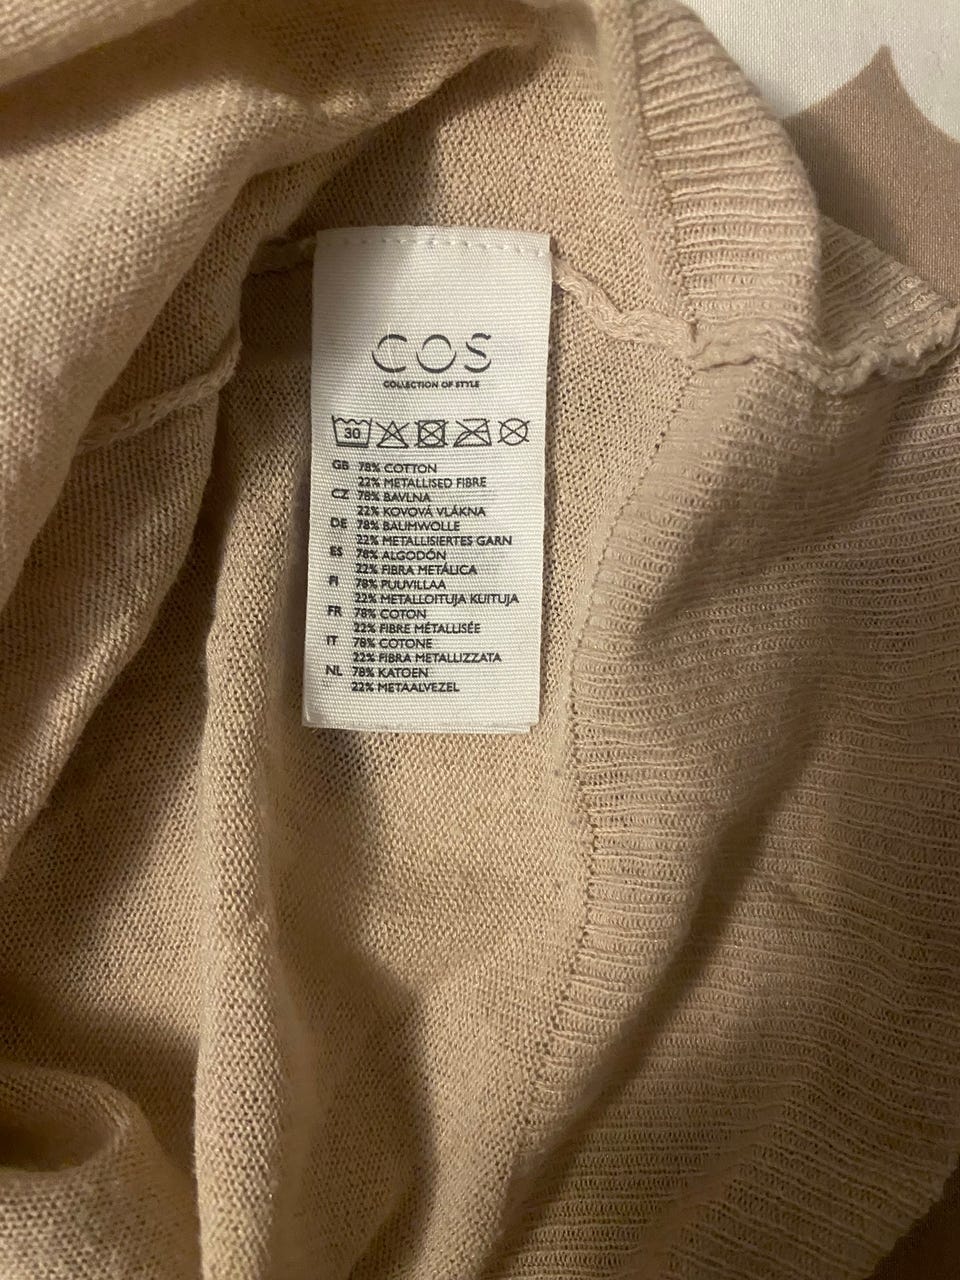 COS
COLLECTION OF STYLE
30
GB 78% COTTON
22% METALLISED FIBRE
CZ 78% BAVLNA
22% KOVOVÁ VLÁKNA
DE 78% BAUMWOLLE
22% METALLISIERTES GARN
ES 78% ALGODÓN
22% FIBRA METÁLICA
FI 78% PUUVILLAA
22% METALLOITUJA KUITUJA
FR 78% COTON
22% FIBRE MÉTALLISÉE
IT 78% COTONE
22% FIBRA METALLIZZATA
NL 78% KATOEN
22% METAALVEZEL